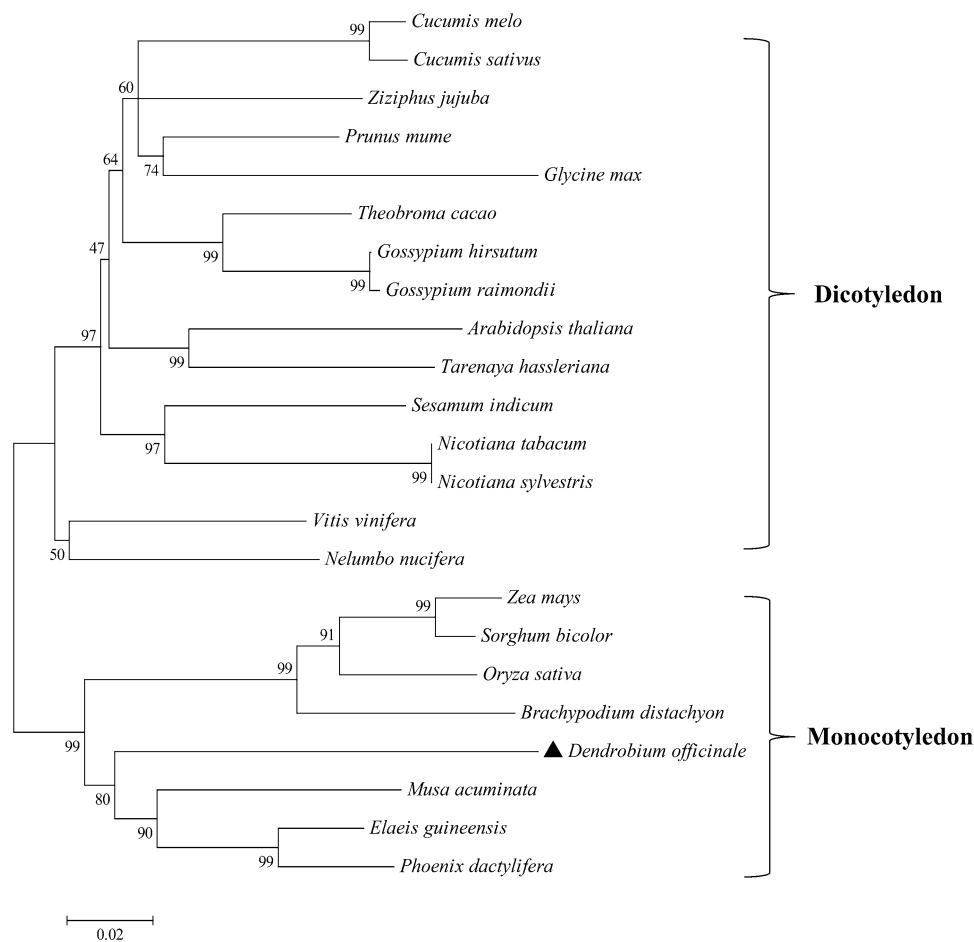 99 Cucumis melo
Cucumis sativus
60
Ziziphus jujuba
Prunus mume
64
74
Glycine max
Theobroma cacao
47
99
Gossypium hirsutum
99
Gossypium raimondii
Dicotyledon
Arabidopsis thaliana
97
99
Tarenaya hassleriana
Sesamum indicum
97
Nicotiana tabacum
99
Nicotiana sylvestris
Vitis vinifera
50
Nelumbo nucifera
99
Zea mays
91
Sorghum bicolor
99
Oryza sativa
Brachypodium distachyon
99
Monocotyledon
Dendrobium officinale
80
Musa acuminata
90
Elaeis guineensis
99
Phoenix dactylifera
0.02